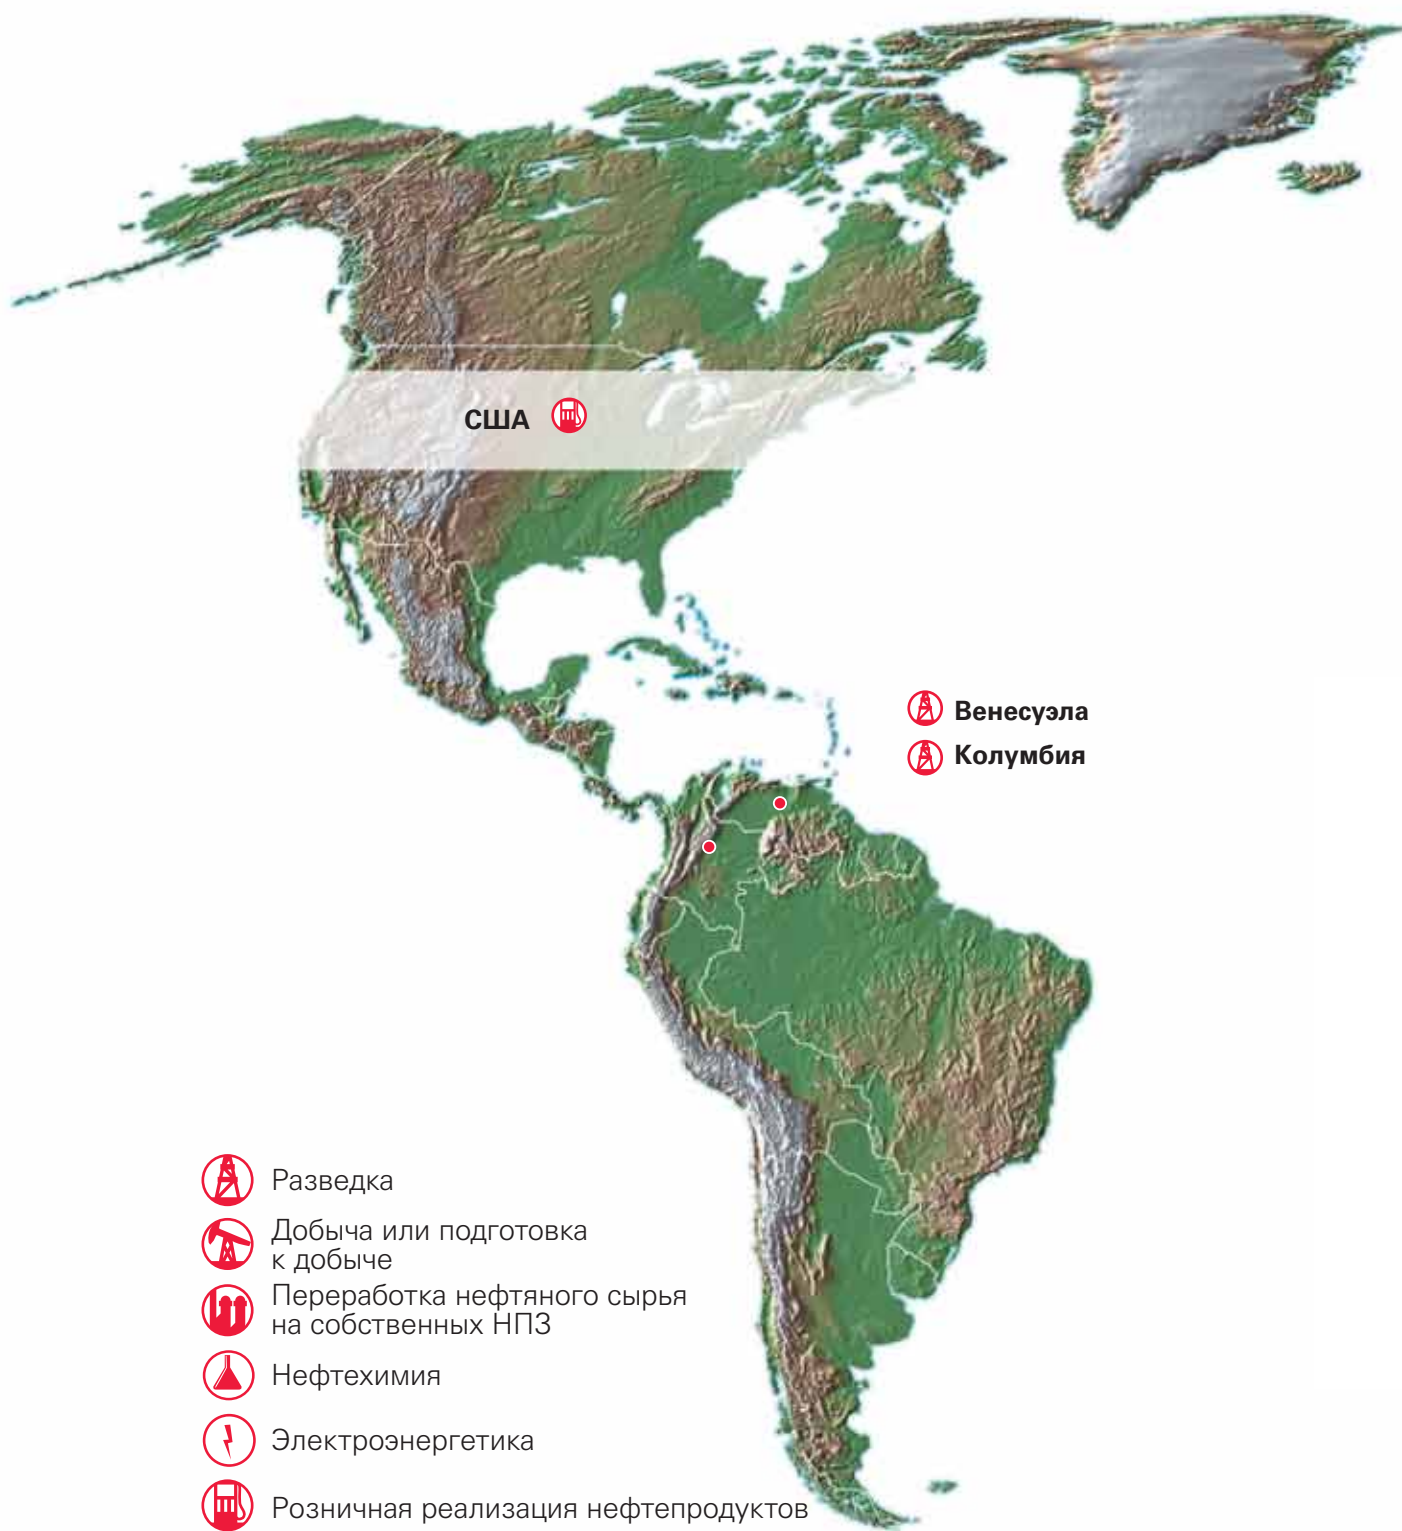 США
Венесуэла
Колумбия
Разведка
Добыча или подготовка
к добыче
Переработка нефтяного сырья
на собственных НПЗ
Нефтехимия
Электроэнергетика
Розничная реализация нефтепродуктов